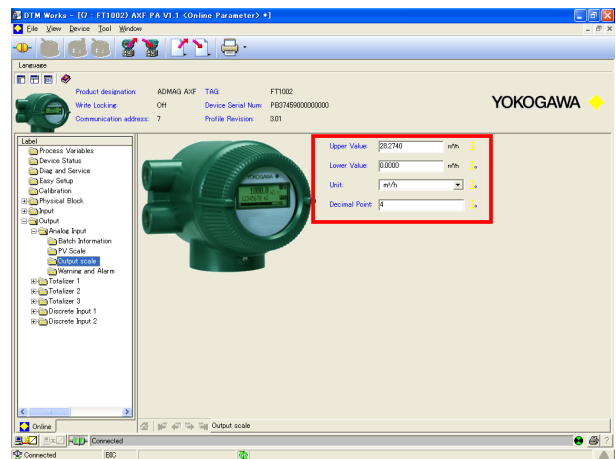 DTM Works - [(7 : FT1002) AXF PA V1.1 <Online Parameter> *]
File View Device Tool Window
Language
Product designation: ADMAG AXF TAG: FT1002
Write Locking: Off Device Serial Num: PB37459000000000
Communication address: 7 Profile Revision: 3.01
YOKOGAWA
Label
Process Variables
Device Status
Diag and Service
Easy Setup
Calibration
Physical Block
Input
Output
Analog Input
Batch Information
PV Scale
Output scale
Warning and Alarm
Totalizer 1
Totalizer 2
Totalizer 3
Discrete Input 1
Discrete Input 2
YOKOGAWA
Upper Value: 28.2740 m³/h
Lower Value: 0.0000 m³/h
Unit: m³/h
Decimal Point: 4
Online
Output scale
Connected
Connected